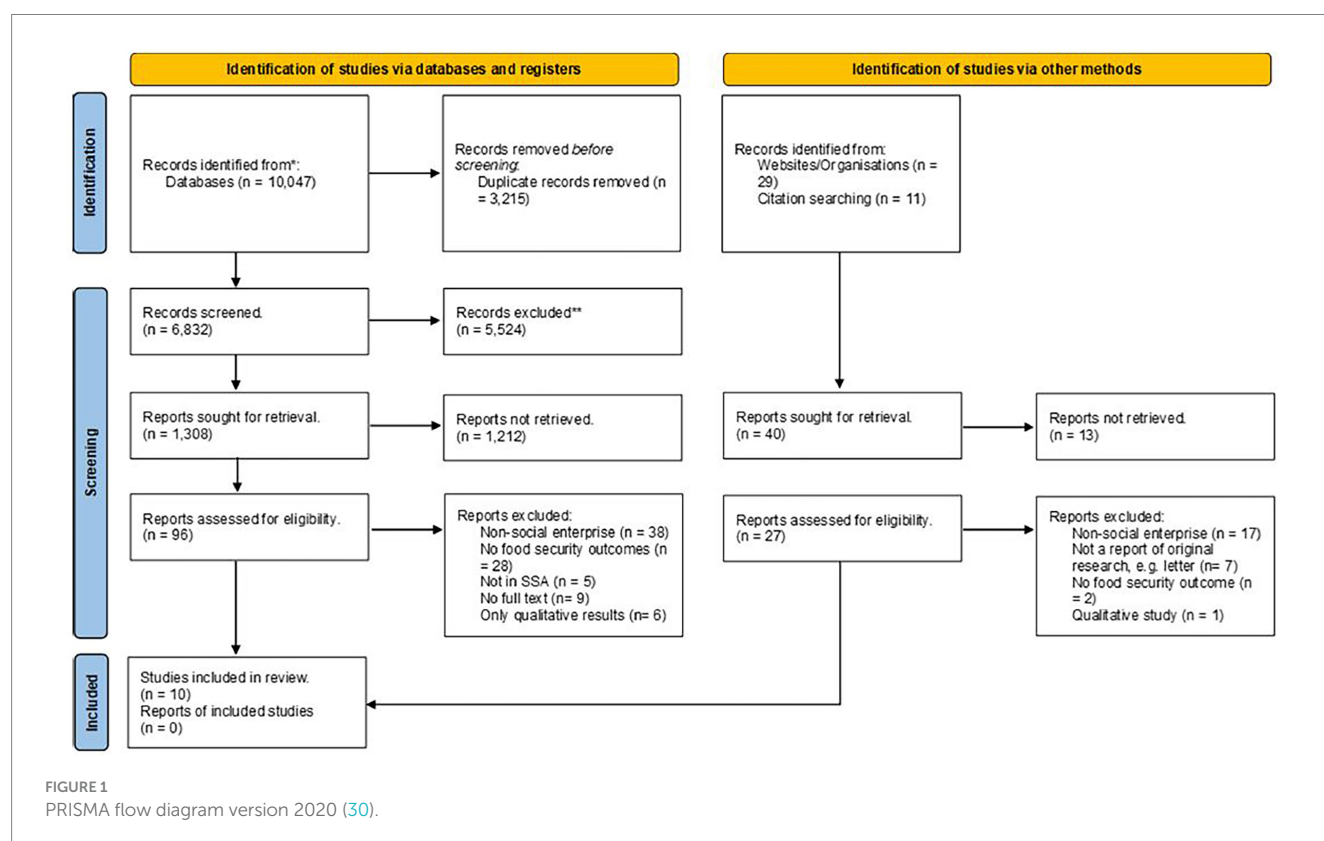 Identification of studies via databases and registers
Identification of studies via other methods
Identification
Records identified from*:
Databases (n = 10,047)
Records removed before
screening:
Duplicate records removed (n
= 3,215)
Records identified from:
Websites/Organisations (n =
29)
Citation searching (n = 11)
Screening
Records screened.
(n = 6,832)
Records excluded**
(n = 5,524)
Reports sought for retrieval.
(n = 1,308)
Reports not retrieved.
(n = 1,212)
Reports sought for retrieval.
(n = 40)
Reports not retrieved.
(n = 13)
Reports assessed for eligibility.
(n = 96)
Reports excluded:
Non-social enterprise (n = 38)
No food security outcomes (n
= 28)
Not in SSA (n = 5)
No full text (n= 9)
Only qualitative results (n= 6)
Reports assessed for eligibility.
(n = 27)
Reports excluded:
Non-social enterprise (n = 17)
Not a report of original
research, e.g. letter (n= 7)
No food security outcome (n
= 2)
Qualitative study (n = 1)
Included
Studies included in review.
(n = 10)
Reports of included studies
(n = 0)
FIGURE 1
PRISMA flow diagram version 2020 (30).